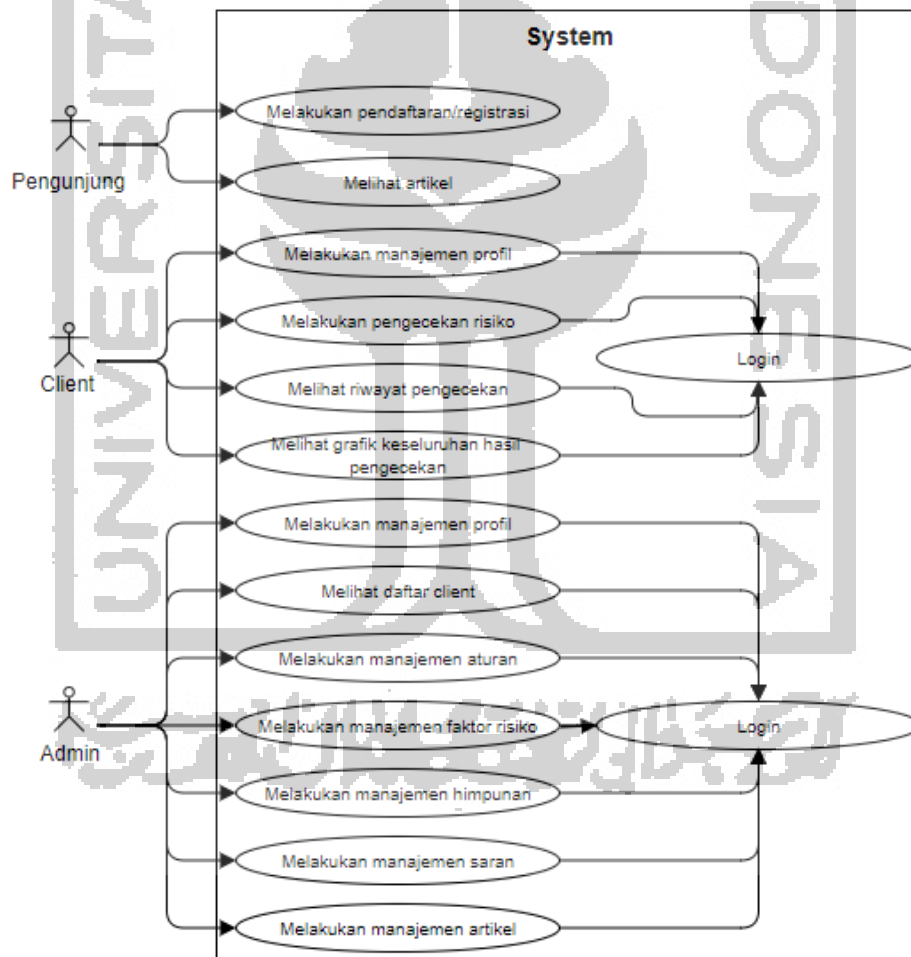 System
Melakukan pendaftaran/registrasi
Pengunjung
Melihat artikel
Melakukan manajemen profil
Melakukan pengecekan risiko
Client
Login
Melihat riwayat pengecekan
Melihat grafik keseluruhan hasil
pengecekan
Melakukan manajemen profil
Melihat daftar client
Melakukan manajemen aturan
Admin
Melakukan manajemen faktor risiko
Login
Melakukan manajemen himpunan
Melakukan manajemen saran
Melakukan manajemen artikel
UNIVERSITA
DONESIA